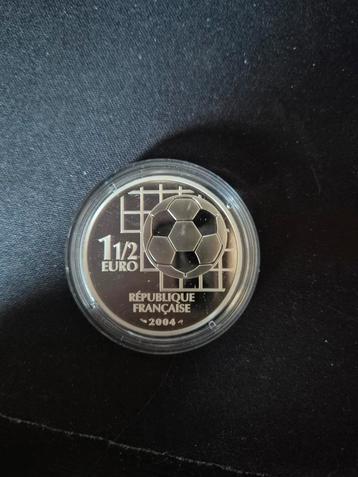 1 1/2
EURO
RÉPUBLIQUE
FRANÇAISE
2004